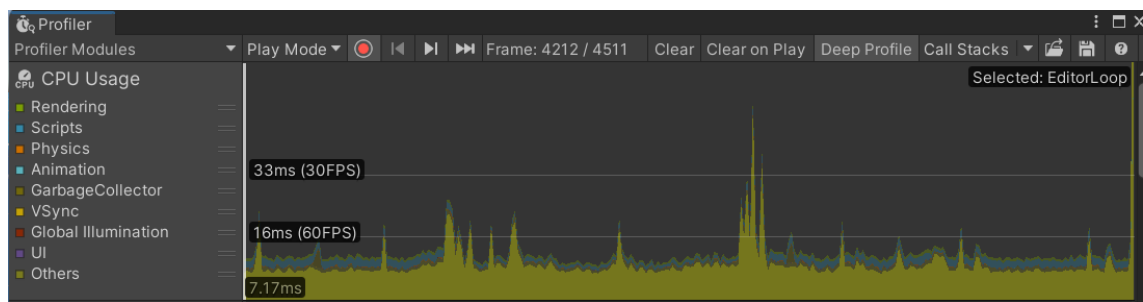 Profiler
Profiler Modules Play Mode Frame: 4212 / 4511 Clear Clear on Play Deep Profile Call Stacks
CPU Usage
Selected: EditorLoop
Rendering
Scripts
Physics
Animation
GarbageCollector
VSync
Global Illumination
UI
Others
33ms (30FPS)
16ms (60FPS)
7.17ms